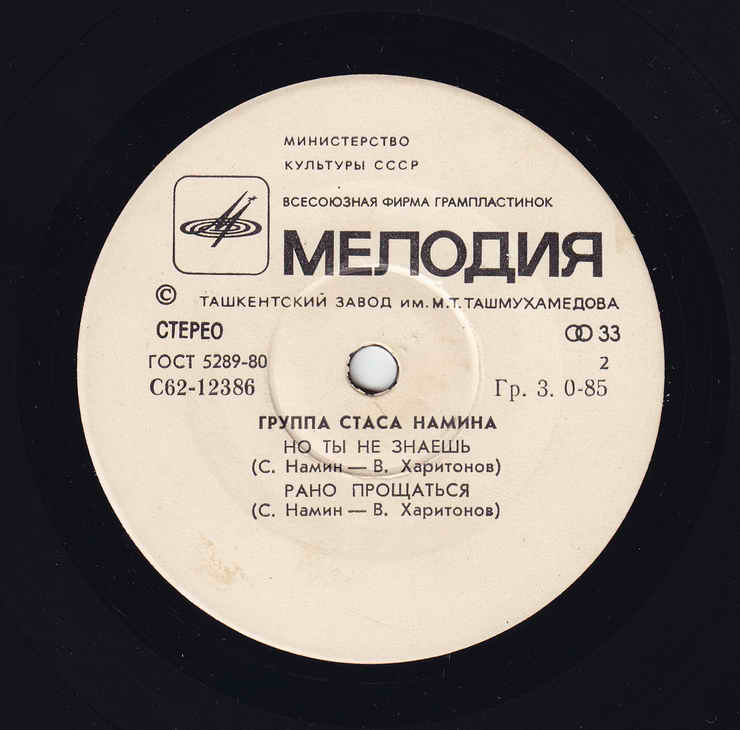 МИНИСТЕРСТВО
КУЛЬТУРЫ СССР
ВСЕСОЮЗНАЯ ФИРМА ГРАМПЛАСТИНОК
МЕЛОДИЯ
© ТАШКЕНТСКИЙ ЗАВОД ИМ. М.Т. ТАШМУХАМЕДОВА
СТЕРЕО 33
ГОСТ 5289-80 2
С62-12386 Гр. 3. 0-85
ГРУППА СТАСА НАМИНА
НО ТЫ НЕ ЗНАЕШЬ
(С. Намин — В. Харитонов)
РАНО ПРОЩАТЬСЯ
(С. Намин — В. Харитонов)